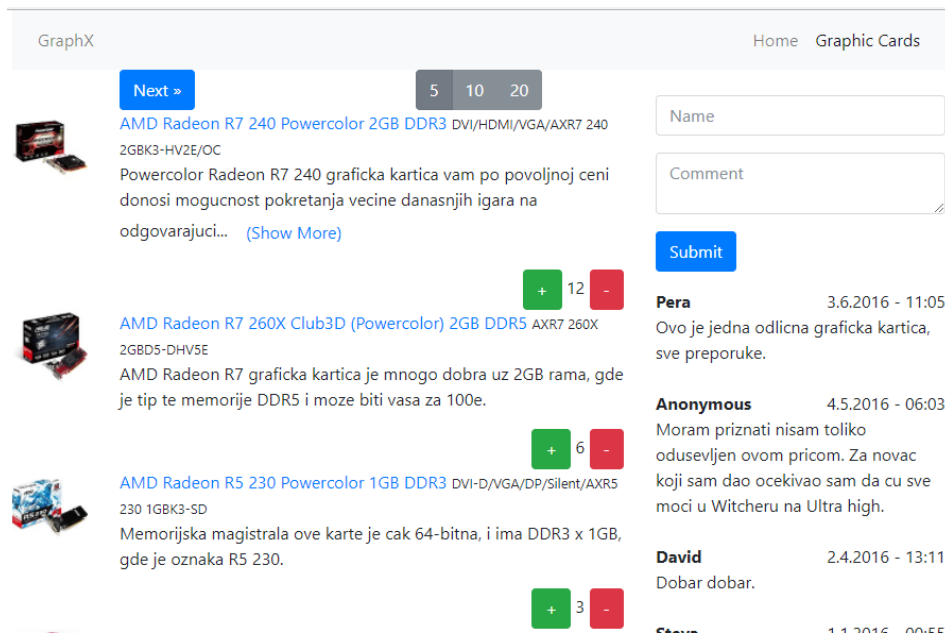 GraphX
Home Graphic Cards
Next »
5 10 20
AMD Radeon R7 240 Powercolor 2GB DDR3 DVI/HDMI/VGA/AXR7 240
2GBK3-HV2E/OC
Powercolor Radeon R7 240 graficka kartica vam po povoljnoj ceni
donosi mogucnost pokretanja vecine danasnjih igara na
odgovarajuci... (Show More)
+ 12 -
AMD Radeon R7 260X Club3D (Powercolor) 2GB DDR5 AXR7 260X
2GBD5-DHV5E
AMD Radeon R7 graficka kartica je mnogo dobra uz 2GB rama, gde
je tip te memorije DDR5 i moze biti vasa za 100e.
+ 6 -
AMD Radeon R5 230 Powercolor 1GB DDR3 DVI-D/VGA/DP/Silent/AXR5
230 1GBK3-SD
Memorijska magistrala ove karte je cak 64-bitna, i ima DDR3 x 1GB,
gde je oznaka R5 230.
+ 3 -
Name
Comment
Submit
Pera 3.6.2016 - 11:05
Ovo je jedna odlicna graficka kartica,
sve preporuke.
Anonymous 4.5.2016 - 06:03
Moram priznati nisam toliko
odusevljen ovom pricom. Za novac
koji sam dao ocekivao sam da cu sve
moci u Witcheru na Ultra high.
David 2.4.2016 - 13:11
Dobar dobar.